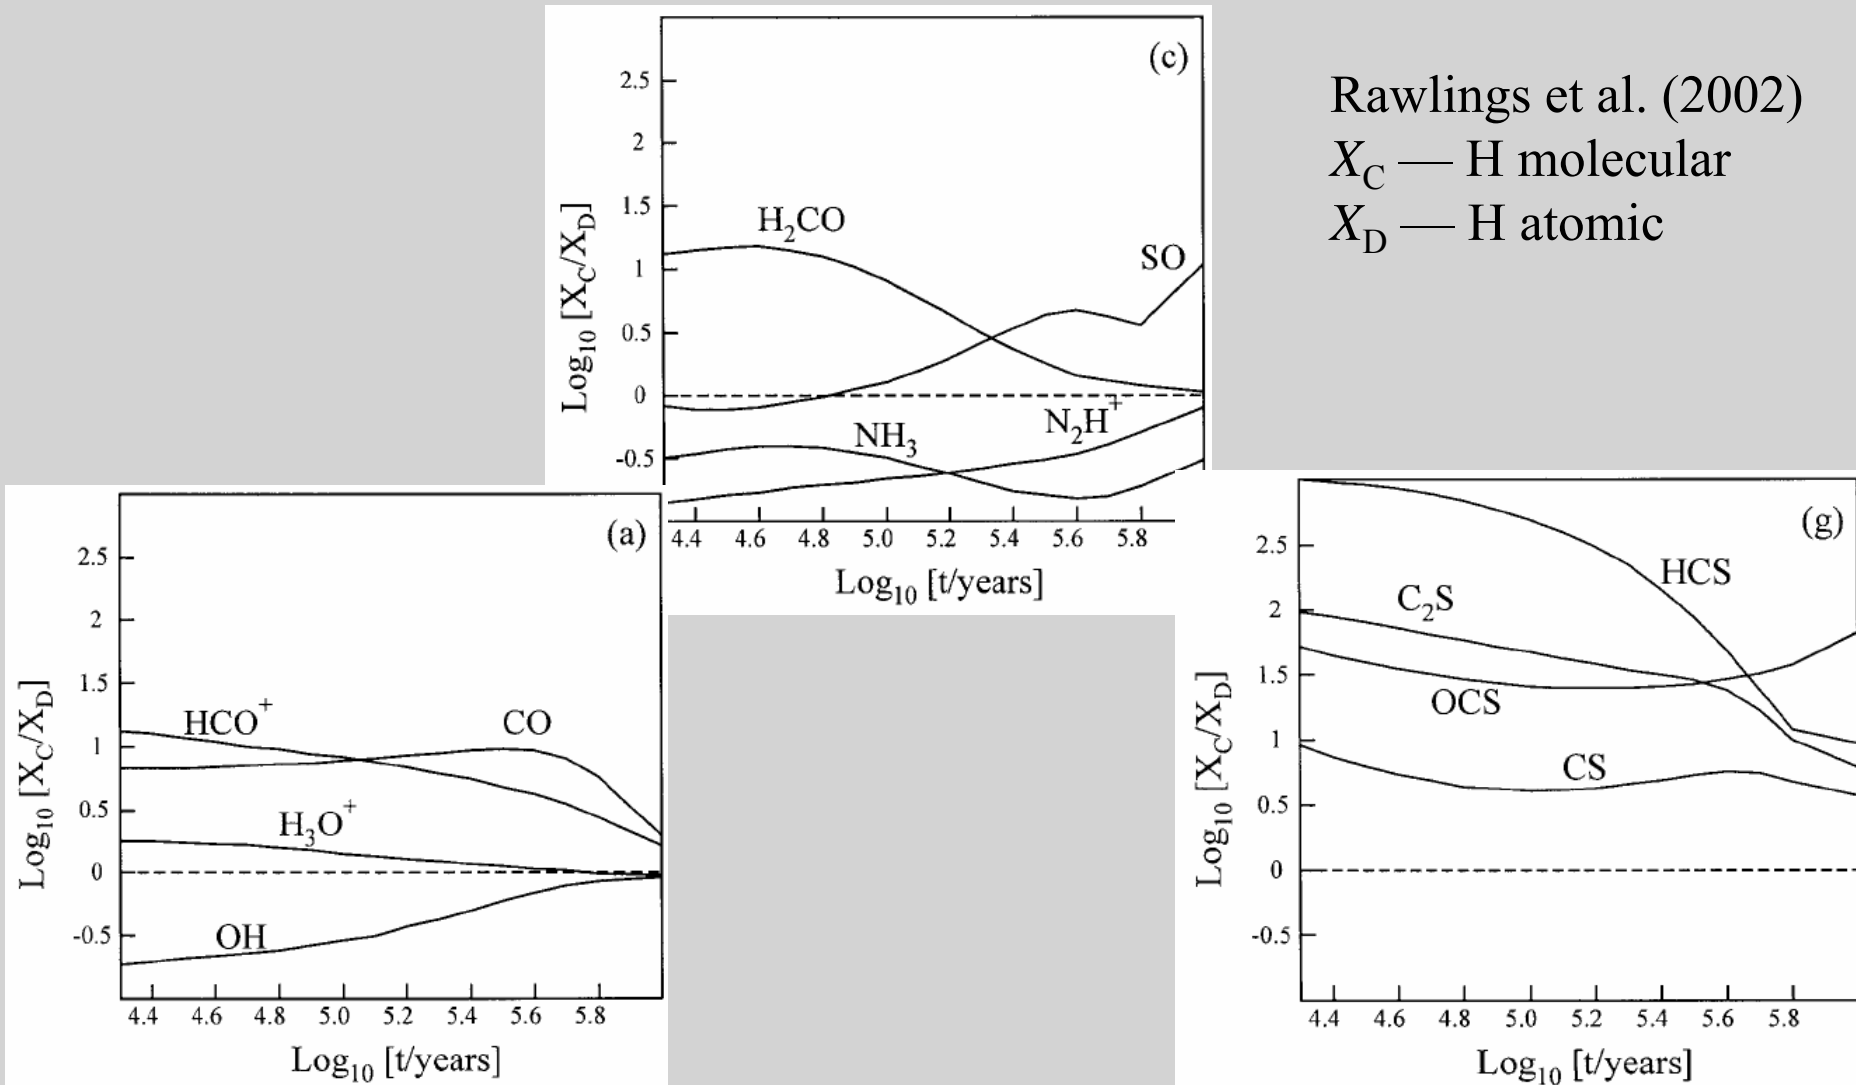 (c)
2.5
2
1.5
1
0.5
0
-0.5
Log10 [XC/XD]
H2CO
SO
NH3
N2H+
4.4 4.6 4.8 5.0 5.2 5.4 5.6 5.8
Log10 [t/years]
Rawlings et al. (2002)
XC — H molecular
XD — H atomic
(a)
2.5
2
1.5
1
0.5
0
-0.5
Log10 [XC/XD]
HCO+
CO
H3O+
OH
4.4 4.6 4.8 5.0 5.2 5.4 5.6 5.8
Log10 [t/years]
(g)
2.5
2
1.5
1
0.5
0
-0.5
Log10 [XC/XD]
HCS
C2S
OCS
CS
4.4 4.6 4.8 5.0 5.2 5.4 5.6 5.8
Log10 [t/years]